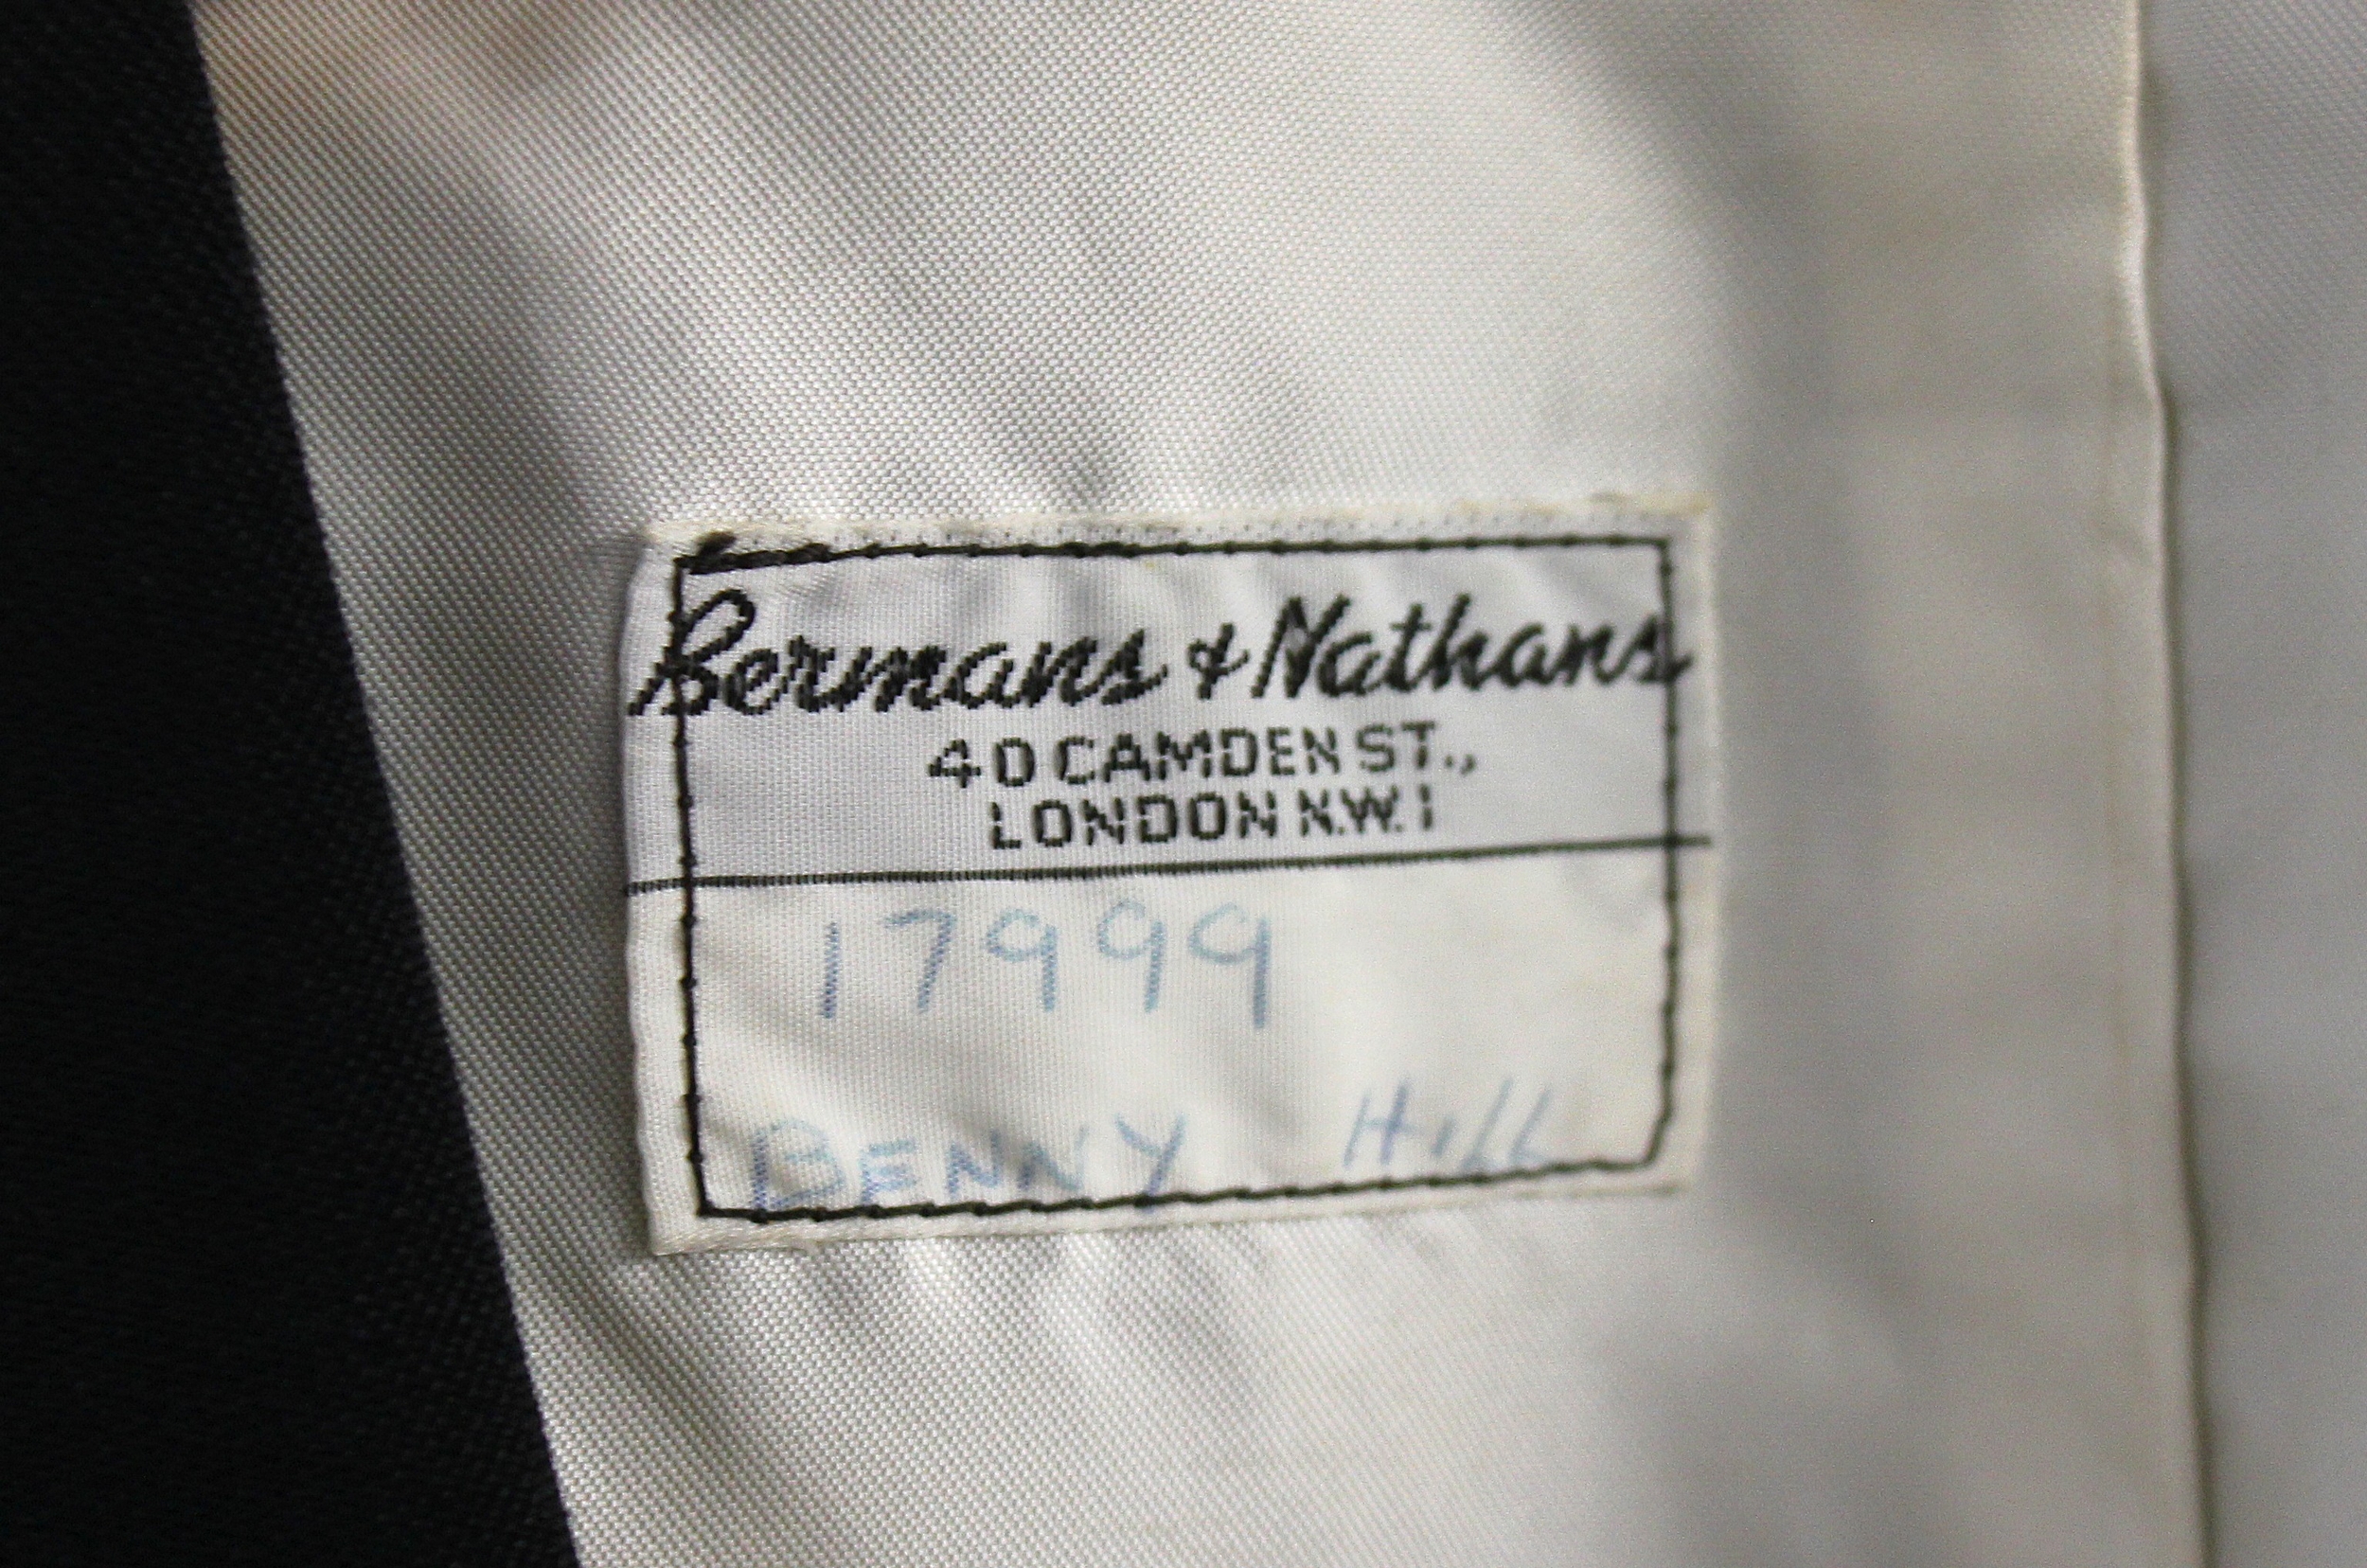 Bermans & Nathans
40 CAMDEN ST.,
LONDON N.W.1
17999
BENNY Hill